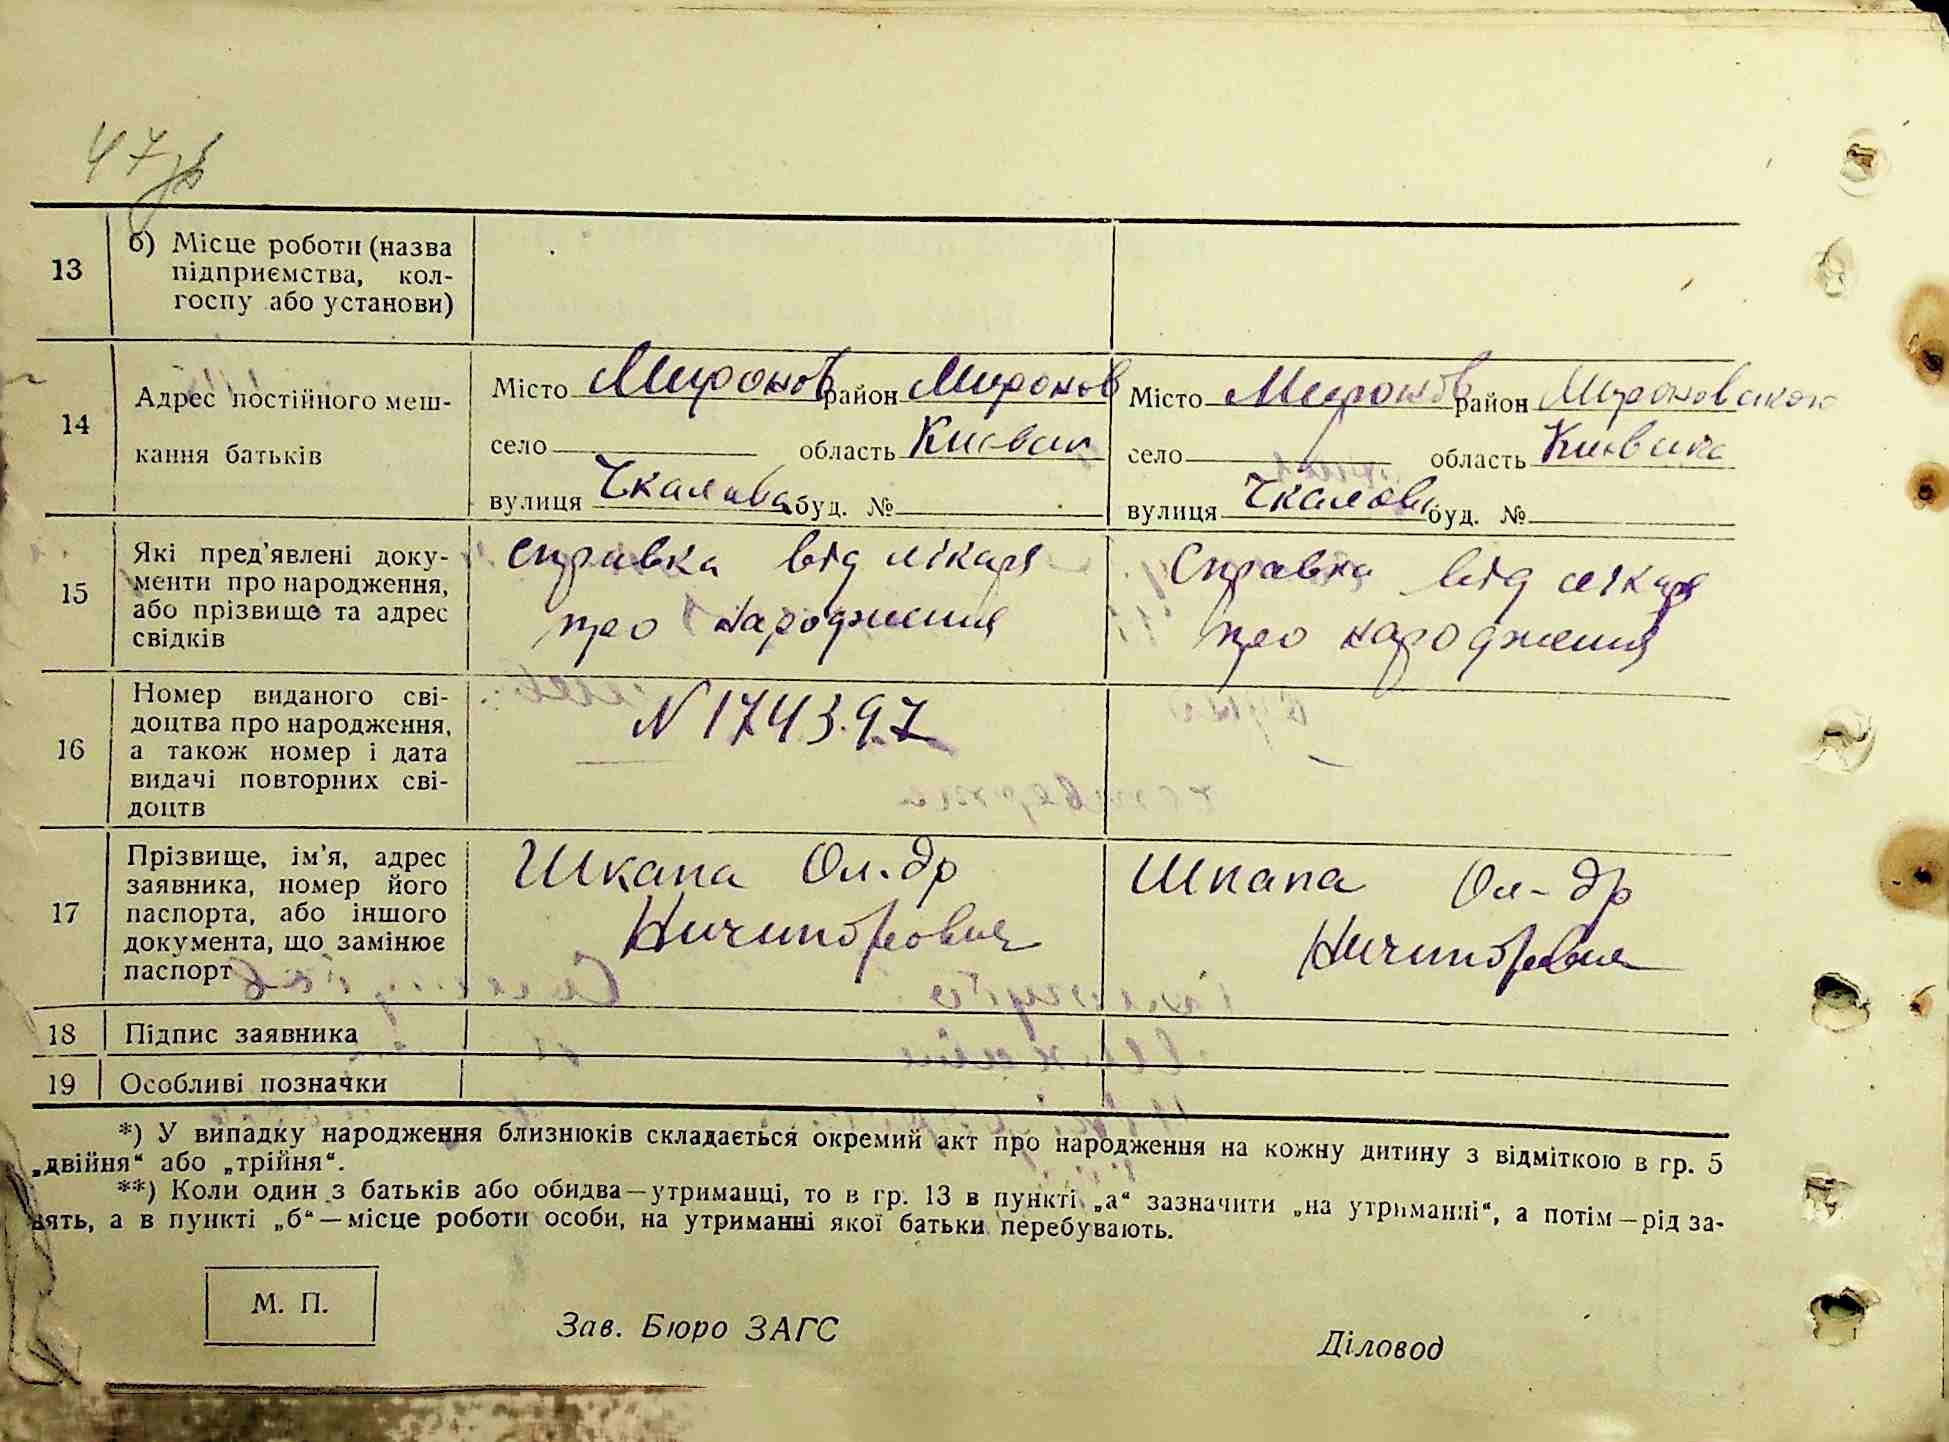 47зв
13
б) Місце роботи (назва
підприємства, кол-
госпу або установи)
14
Адрес постійного меш-
кання батьків
Місто Миронов район Миронов
село область Киевск
вулиця Чкалова буд. №
Місто Миронов район Мироновского
село область Киевска
вулиця Чкалова буд. №
15
Які пред'явлені доку-
менти про народження,
або прізвище та адрес
свідків
справка від лікаря
про народження
Справка від лікаря
про народження
16
Номер виданого сві-
доцтва про народження,
а також номер і дата
видачі повторних сві-
доцтв
N 174397
17
Прізвище, ім'я, адрес
заявника, номер його
паспорта, або іншого
документа, що замінює
паспорт
Шкапа Ол-др
Ничипорович
Шкапа Ол-др
Ничипорович
18 Підпис заявника
19 Особливі позначки
*) У випадку народження близнюків складається окремий акт про народження на кожну дитину з відміткою в гр. 5
„двійня“ або „трійня“.
**) Коли один з батьків або обидва—утриманці, то в гр. 13 в пункті „а“ зазначити „на утриманні“, а потім—рід за-
нять, а в пункті „б“—місце роботи особи, на утриманні якої батьки перебувають.
М. П.
Зав. Бюро ЗАГС
Діловод